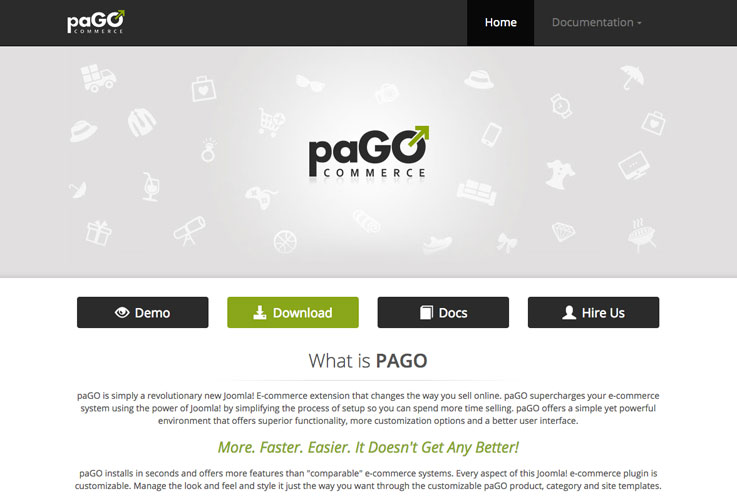 paGO
COMMERCE
Home
Documentation
paGO
COMMERCE
Demo
Download
Docs
Hire Us
What is PAGO
paGO is simply a revolutionary new Joomla! E-commerce extension that changes the way you sell online. paGO supercharges your e-commerce
system using the power of Joomla! by simplifying the process of setup so you can spend more time selling. paGO offers a simple yet powerful
environment that offers superior functionality, more customization options and a better user interface.
More. Faster. Easier. It Doesn't Get Any Better!
paGO installs in seconds and offers more features than "comparable" e-commerce systems. Every aspect of this Joomla! e-commerce plugin is
customizable. Manage the look and feel and style it just the way you want through the customizable paGO product, category and site templates.